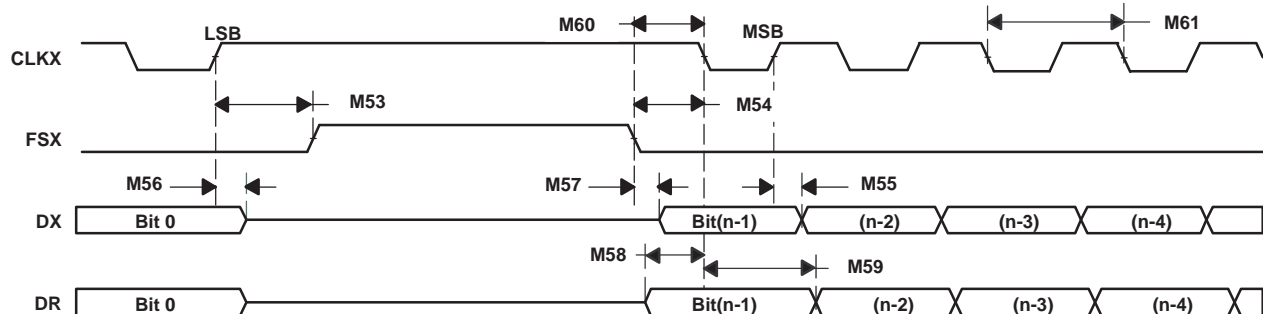 LSB M60 MSB M61
CLKX
M53 M54
FSX
M56 M57 M55
DX Bit 0 Bit(n-1) (n-2) (n-3) (n-4)
M58 M59
DR Bit 0 Bit(n-1) (n-2) (n-3) (n-4)